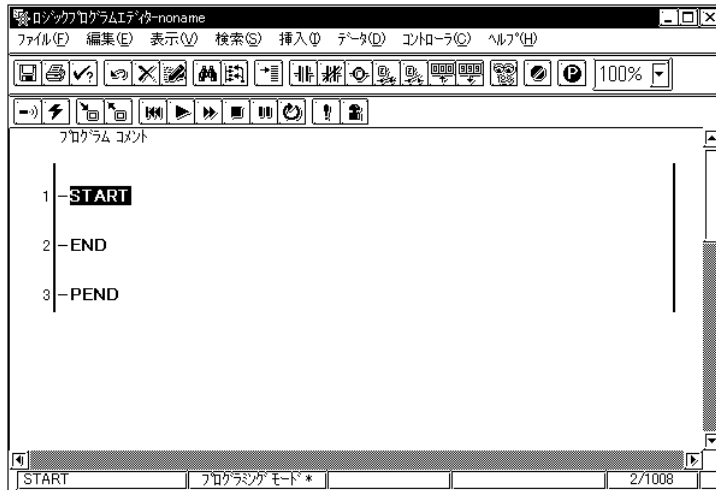 ロジックプログラムエディター-noname
ファイル(F) 編集(E) 表示(V) 検索(S) 挿入(I) データ(D) コントローラ(C) ヘルプ(H)
100%
プログラム コメント
1 START
2 END
3 PEND
START プログラミング モード * 2/1008